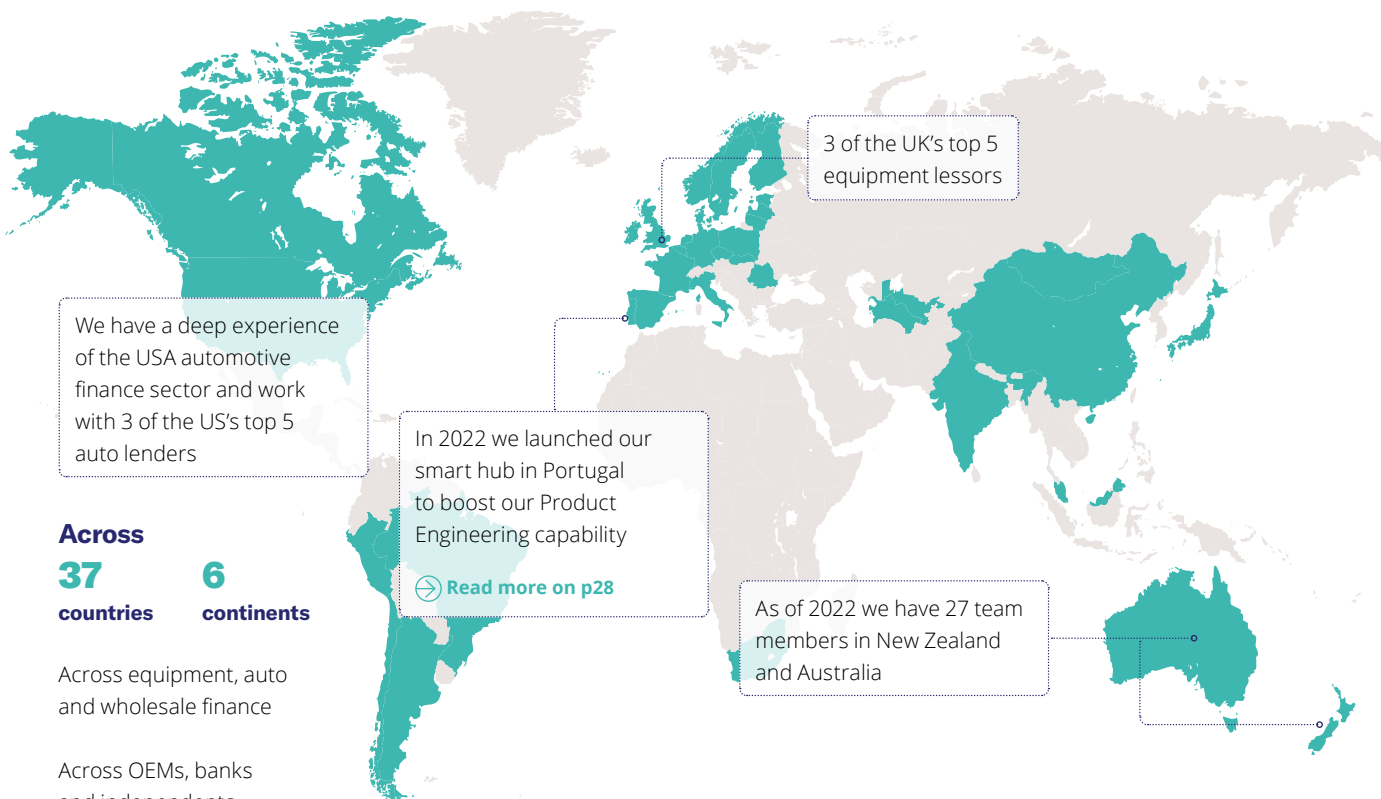 3 of the UK's top 5
equipment lessors
We have a deep experience
of the USA automotive
finance sector and work
with 3 of the US's top 5
auto lenders
In 2022 we launched our
smart hub in Portugal
to boost our Product
Engineering capability
Read more on p28
As of 2022 we have 27 team
members in New Zealand
and Australia
Across
37 6
countries continents
Across equipment, auto
and wholesale finance
Across OEMs, banks
and independents